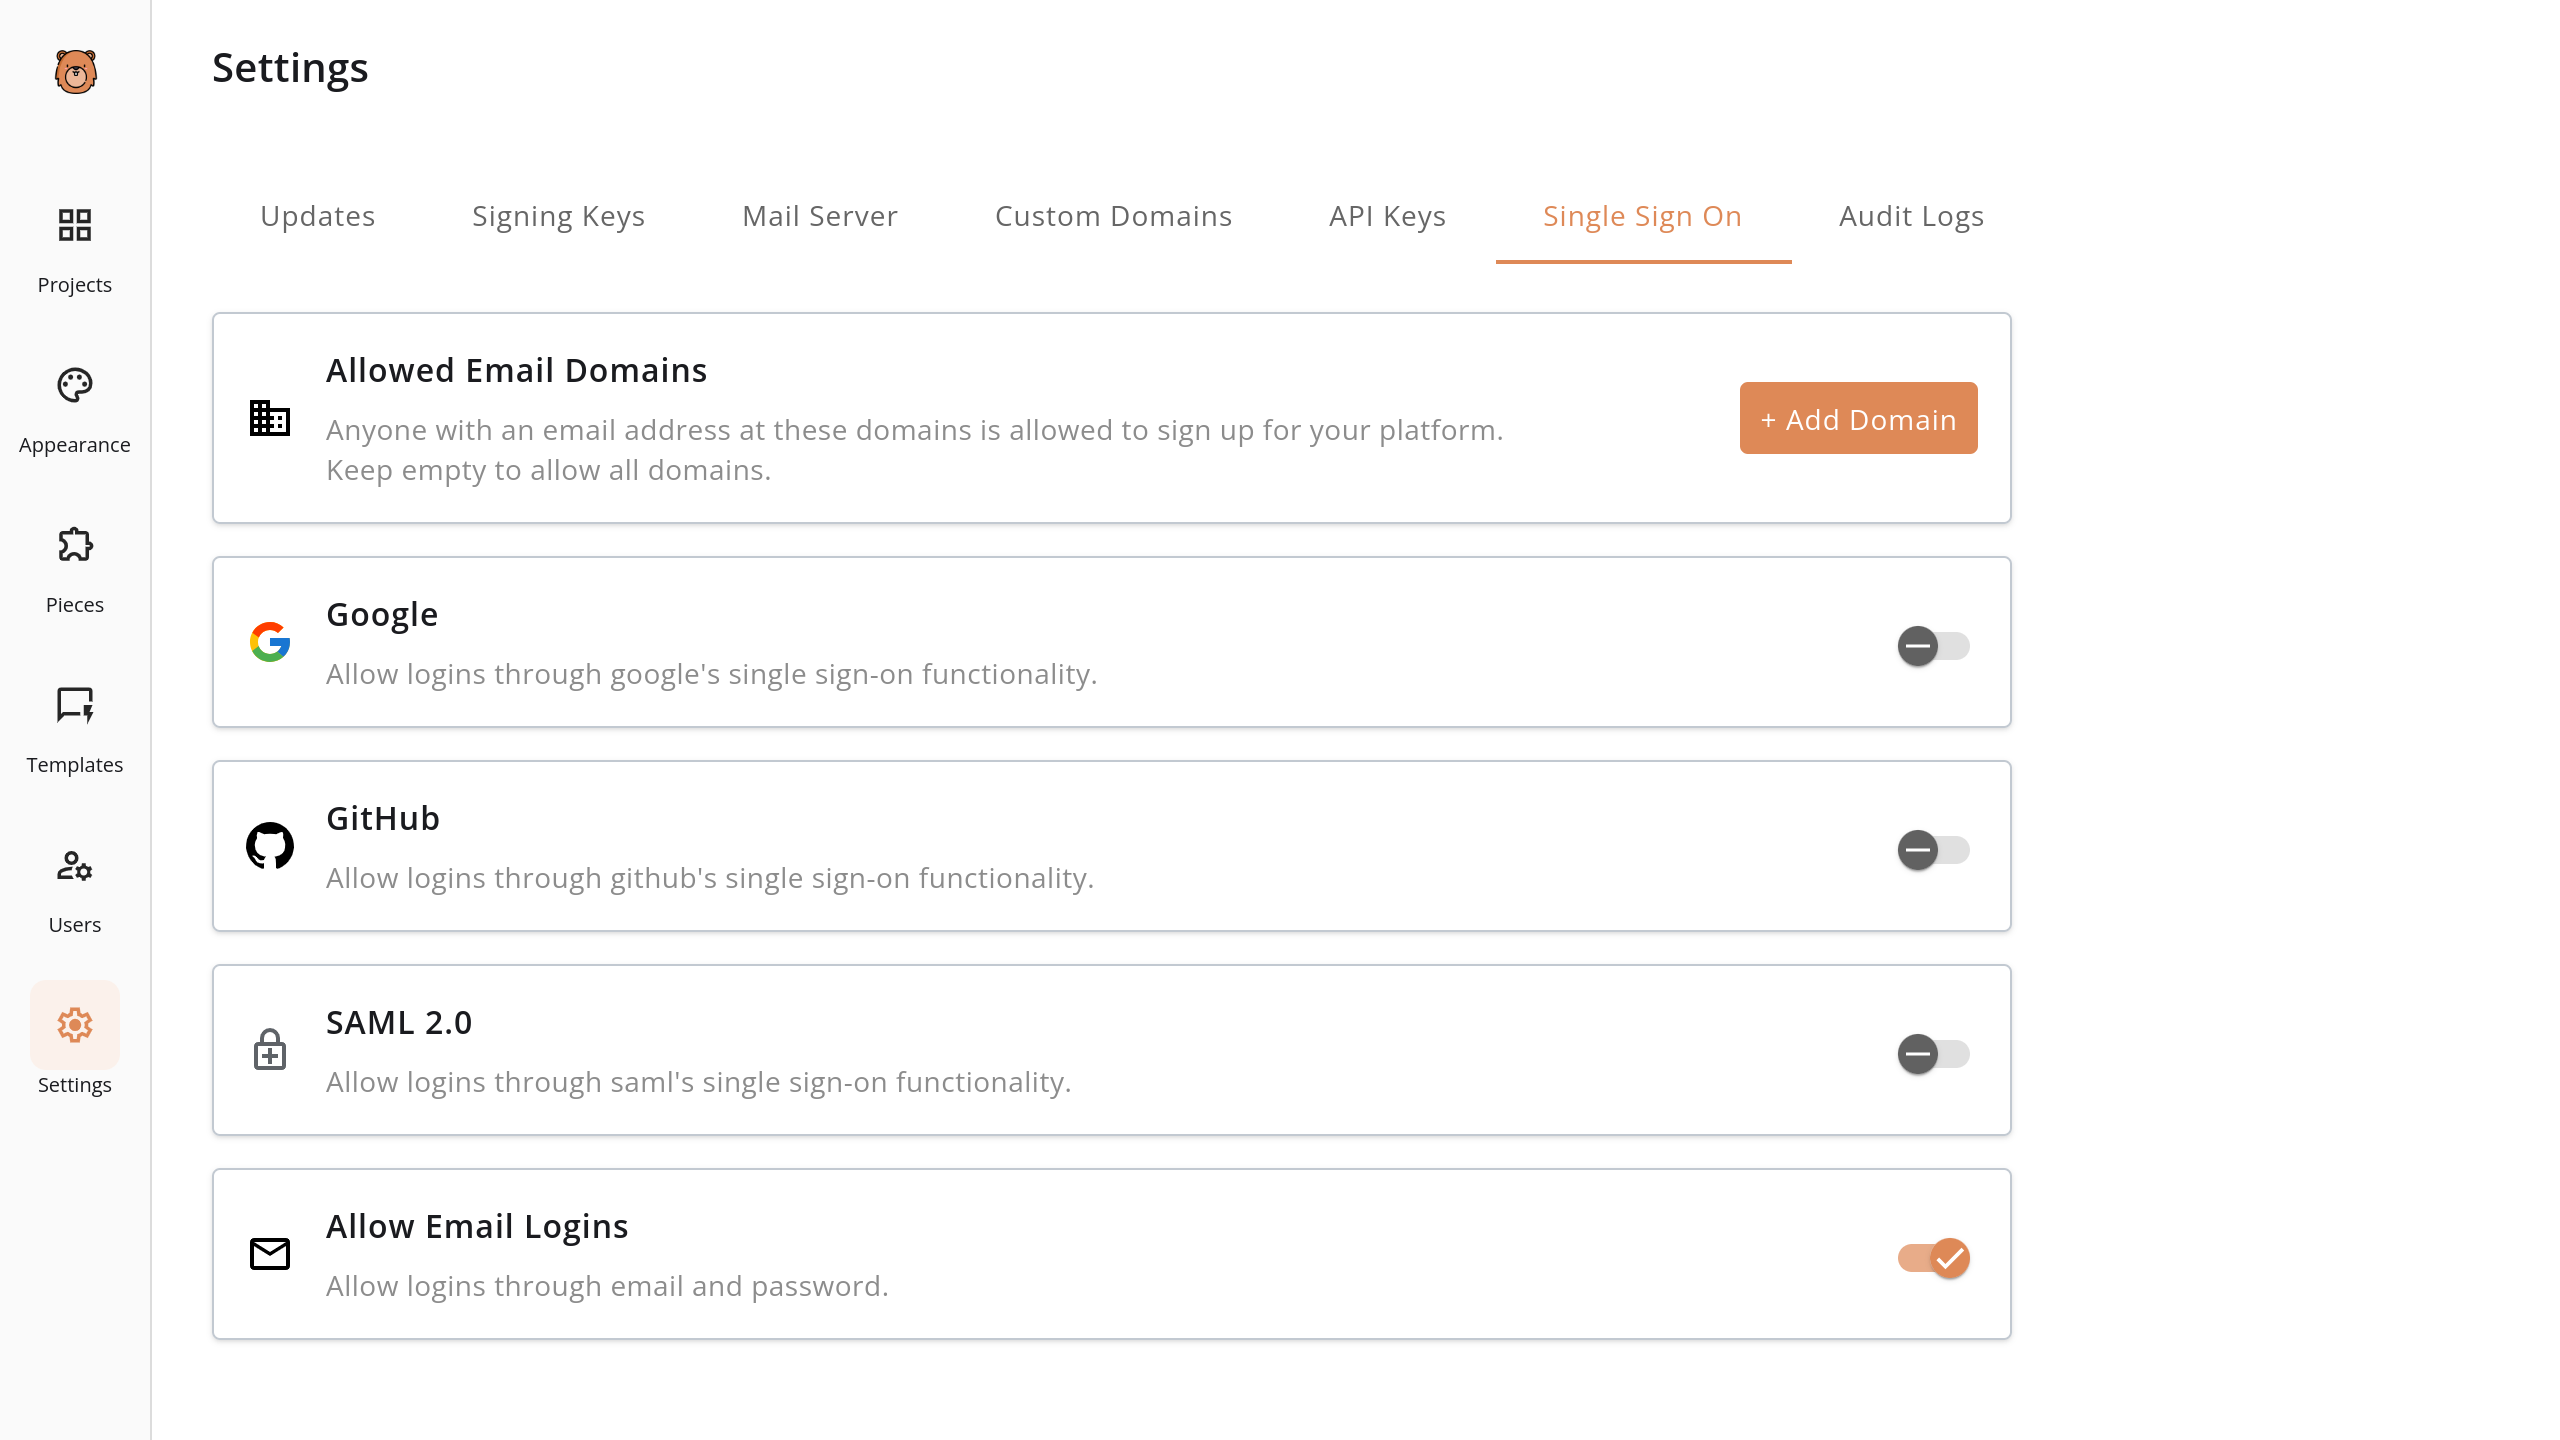 Settings
Updates
Signing Keys
Mail Server
Custom Domains
API Keys
Single Sign On
Audit Logs
Projects
Appearance
Pieces
Templates
Users
Settings
Allowed Email Domains
Anyone with an email address at these domains is allowed to sign up for your platform.
Keep empty to allow all domains.
+ Add Domain
Google
Allow logins through google's single sign-on functionality.
GitHub
Allow logins through github's single sign-on functionality.
SAML 2.0
Allow logins through saml's single sign-on functionality.
Allow Email Logins
Allow logins through email and password.